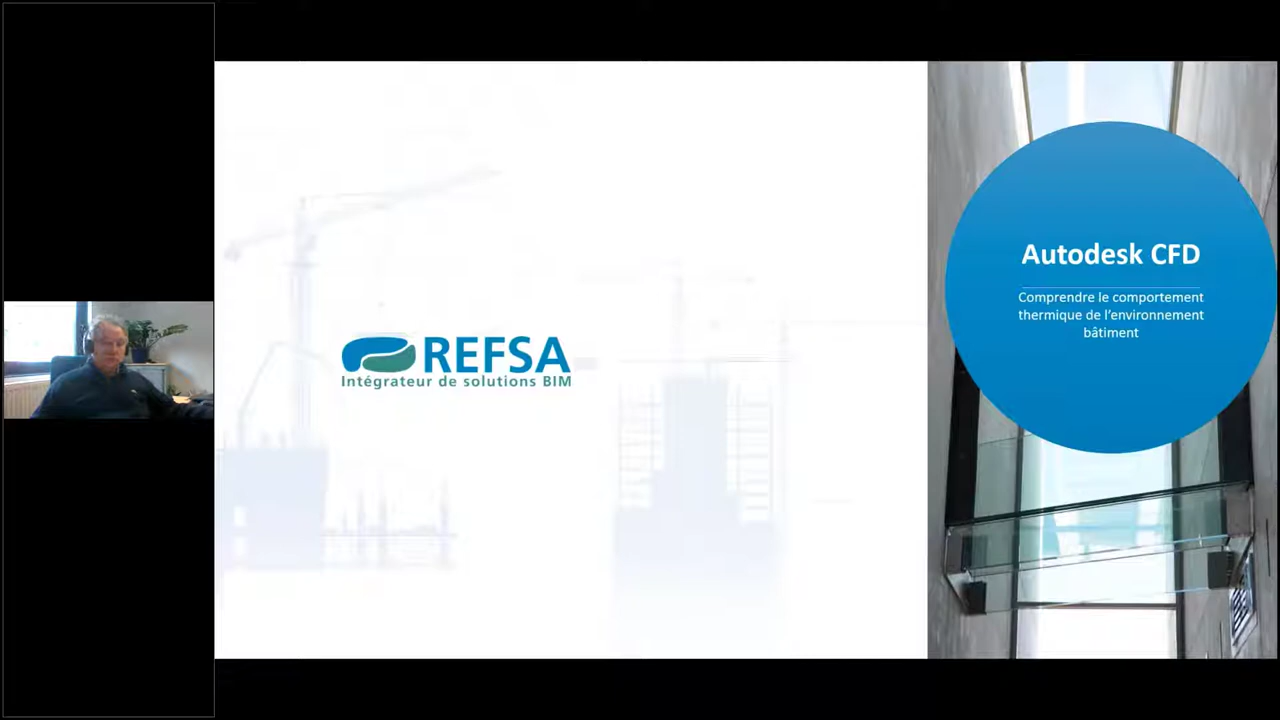 REFSA
Intégrateur de solutions BIM
Autodesk CFD
Comprendre le comportement
thermique de l’environnement
bâtiment